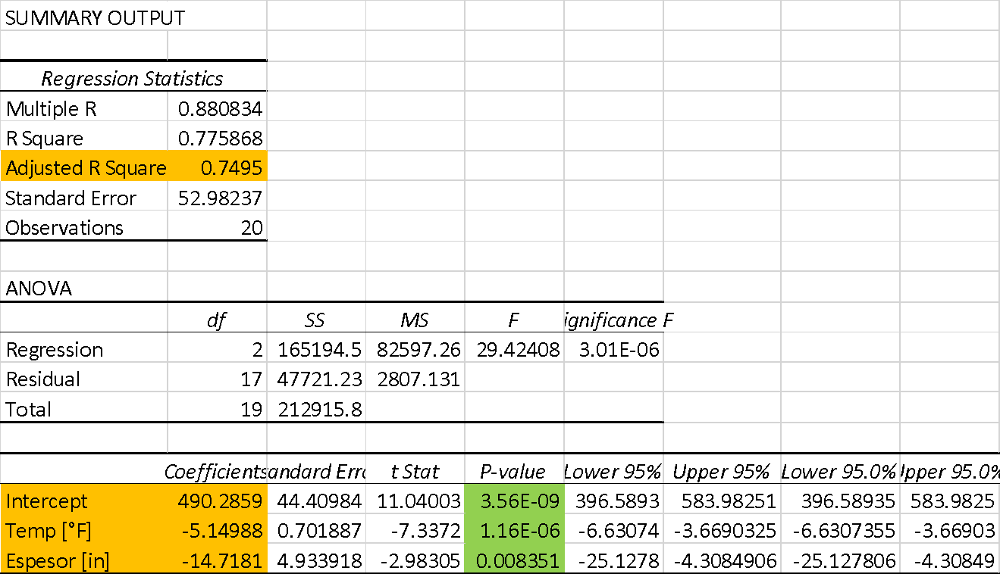 SUMMARY OUTPUT
Regression Statistics
Multiple R 0.880834
R Square 0.775868
Adjusted R Square 0.7495
Standard Error 52.98237
Observations 20
ANOVA
df SS MS F ignificance F
Regression 2 165194.5 82597.26 29.42408 3.01E-06
Residual 17 47721.23 2807.131
Total 19 212915.8
Coefficients andard Erro t Stat P-value Lower 95% Upper 95% Lower 95.0% Upper 95.0%
Intercept 490.2859 44.40984 11.04003 3.56E-09 396.5893 583.98251 396.58935 583.9825
Temp [°F] -5.14988 0.701887 -7.3372 1.16E-06 -6.63074 -3.6690325 -6.6307355 -3.66903
Espesor [in] -14.7181 4.933918 -2.98305 0.008351 -25.1278 -4.3084906 -25.127806 -4.30849